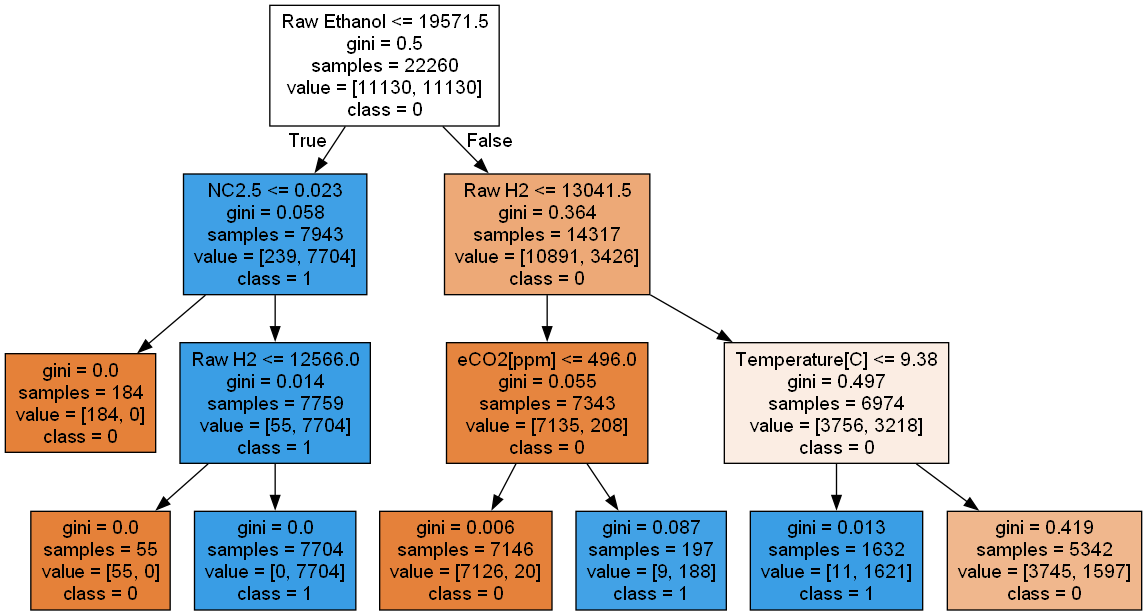 Raw Ethanol <= 19571.5
gini = 0.5
samples = 22260
value = [11130, 11130]
class = 0
True
False
NC2.5 <= 0.023
gini = 0.058
samples = 7943
value = [239, 7704]
class = 1
Raw H2 <= 13041.5
gini = 0.364
samples = 14317
value = [10891, 3426]
class = 0
gini = 0.0
samples = 184
value = [184, 0]
class = 0
Raw H2 <= 12566.0
gini = 0.014
samples = 7759
value = [55, 7704]
class = 1
eCO2[ppm] <= 496.0
gini = 0.055
samples = 7343
value = [7135, 208]
class = 0
Temperature[C] <= 9.38
gini = 0.497
samples = 6974
value = [3756, 3218]
class = 0
gini = 0.0
samples = 55
value = [55, 0]
class = 0
gini = 0.0
samples = 7704
value = [0, 7704]
class = 1
gini = 0.006
samples = 7146
value = [7126, 20]
class = 0
gini = 0.087
samples = 197
value = [9, 188]
class = 1
gini = 0.013
samples = 1632
value = [11, 1621]
class = 1
gini = 0.419
samples = 5342
value = [3745, 1597]
class = 0